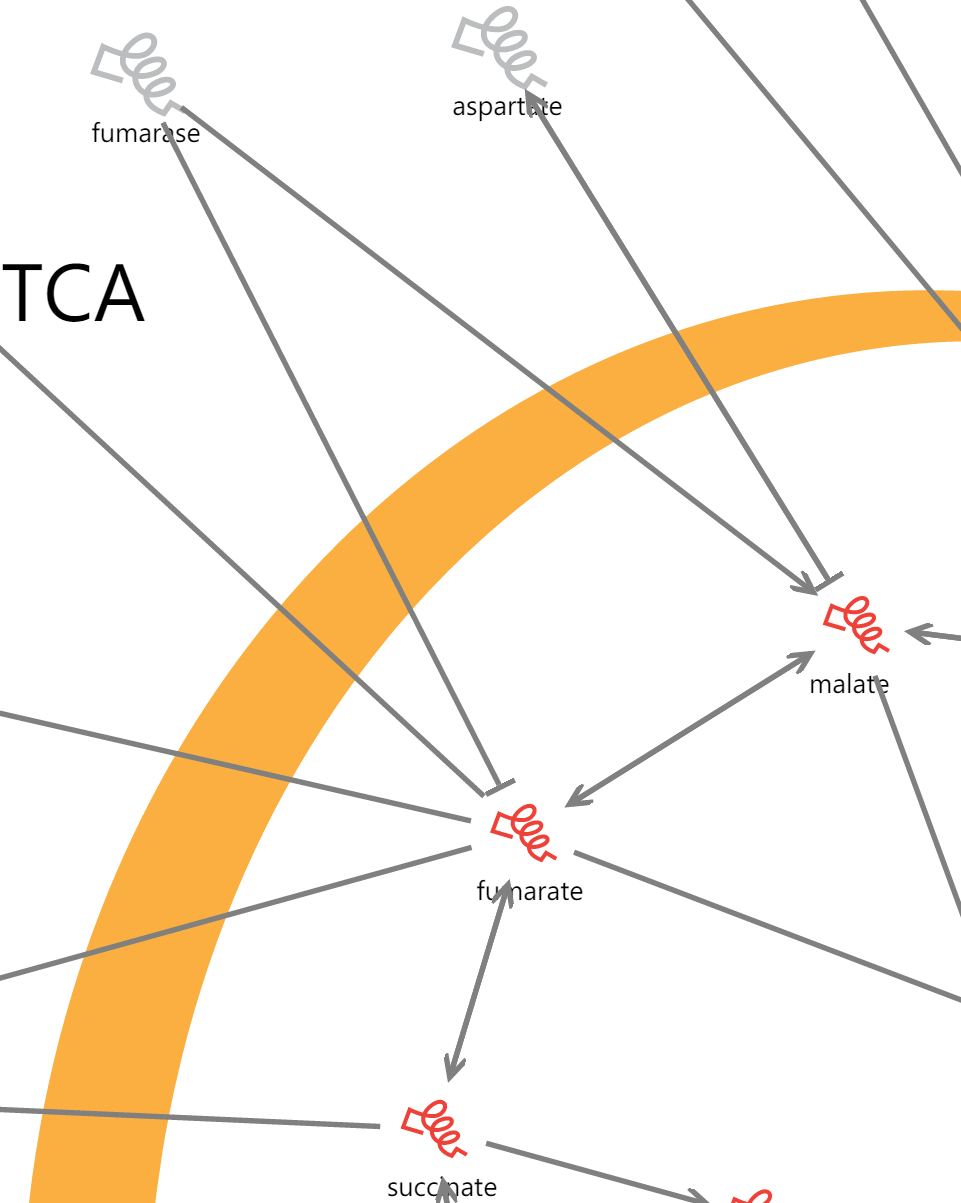 aspartate
fumarase
TCA
malate
fumarate
succinate